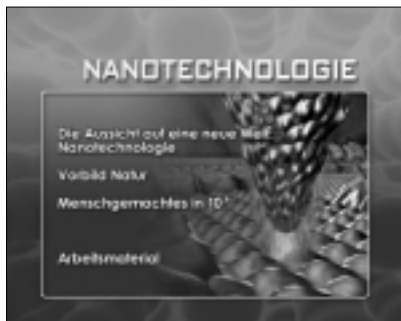 NANOTECHNOLOGIE
Die Aussicht auf eine neue Welt:
Nanotechnologie
Vorbild Natur
Menschgemachtes in 10
Arbeitsmaterial